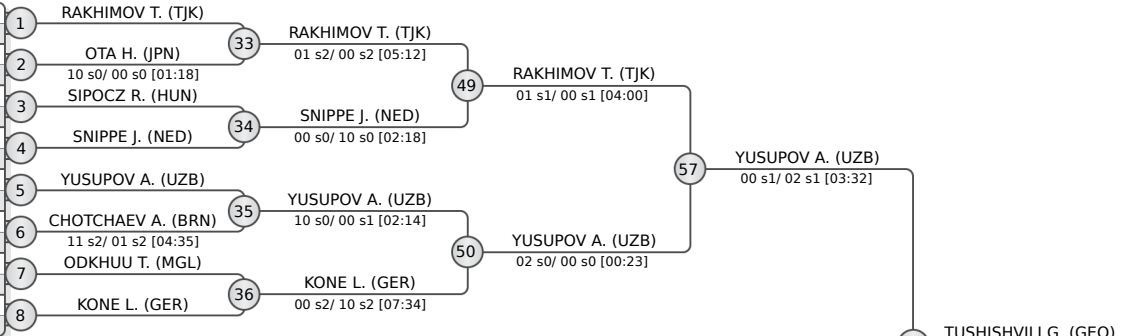 1
RAKHIMOV T. (TJK)
33
RAKHIMOV T. (TJK)
01 s2/ 00 s2 [05:12]
2
OTA H. (JPN)
10 s0/ 00 s0 [01:18]
49
RAKHIMOV T. (TJK)
01 s1/ 00 s1 [04:00]
3
SIPOCZ R. (HUN)
34
SNIPPE J. (NED)
00 s0/ 10 s0 [02:18]
4
SNIPPE J. (NED)
57
YUSUPOV A. (UZB)
00 s1/ 02 s1 [03:32]
5
YUSUPOV A. (UZB)
35
YUSUPOV A. (UZB)
10 s0/ 00 s1 [02:14]
6
CHOTCHAEV A. (BRN)
11 s2/ 01 s2 [04:35]
50
YUSUPOV A. (UZB)
02 s0/ 00 s0 [00:23]
7
ODKHUU T. (MGL)
36
KONE L. (GER)
00 s2/ 10 s2 [07:34]
8
KONE L. (GER)
TUSHISHVILI G. (GEO)